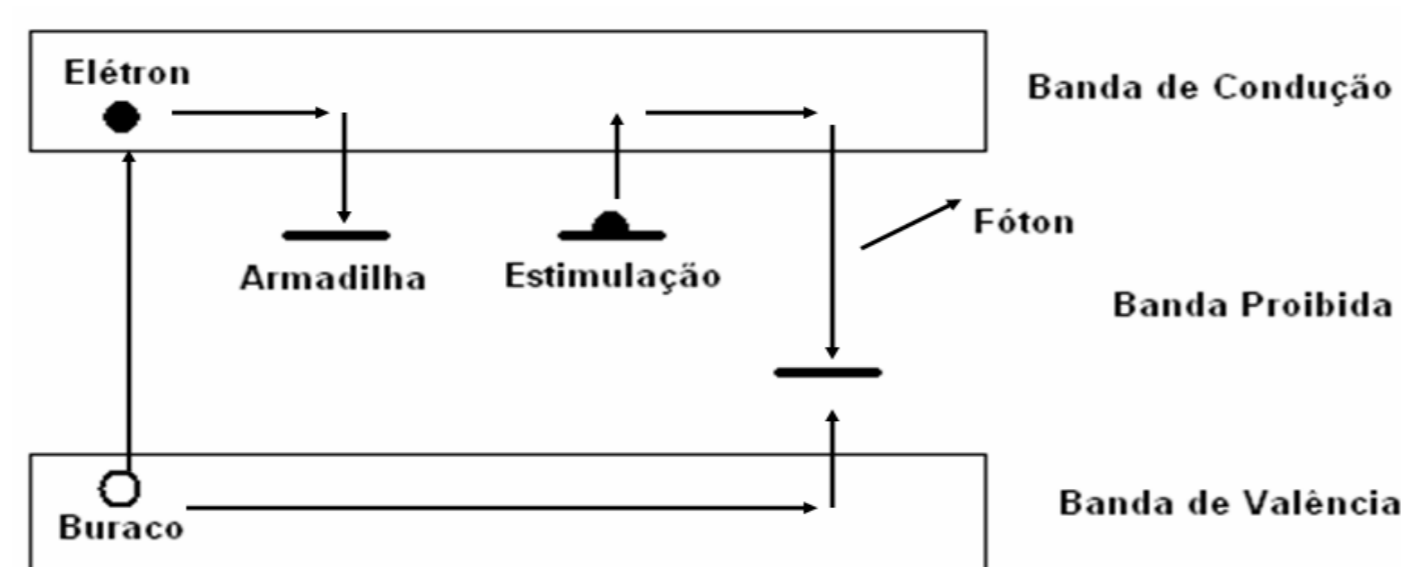 Elétron
Banda de Condução
Fóton
Armadilha
Estimulação
Banda Proibida
Buraco
Banda de Valência